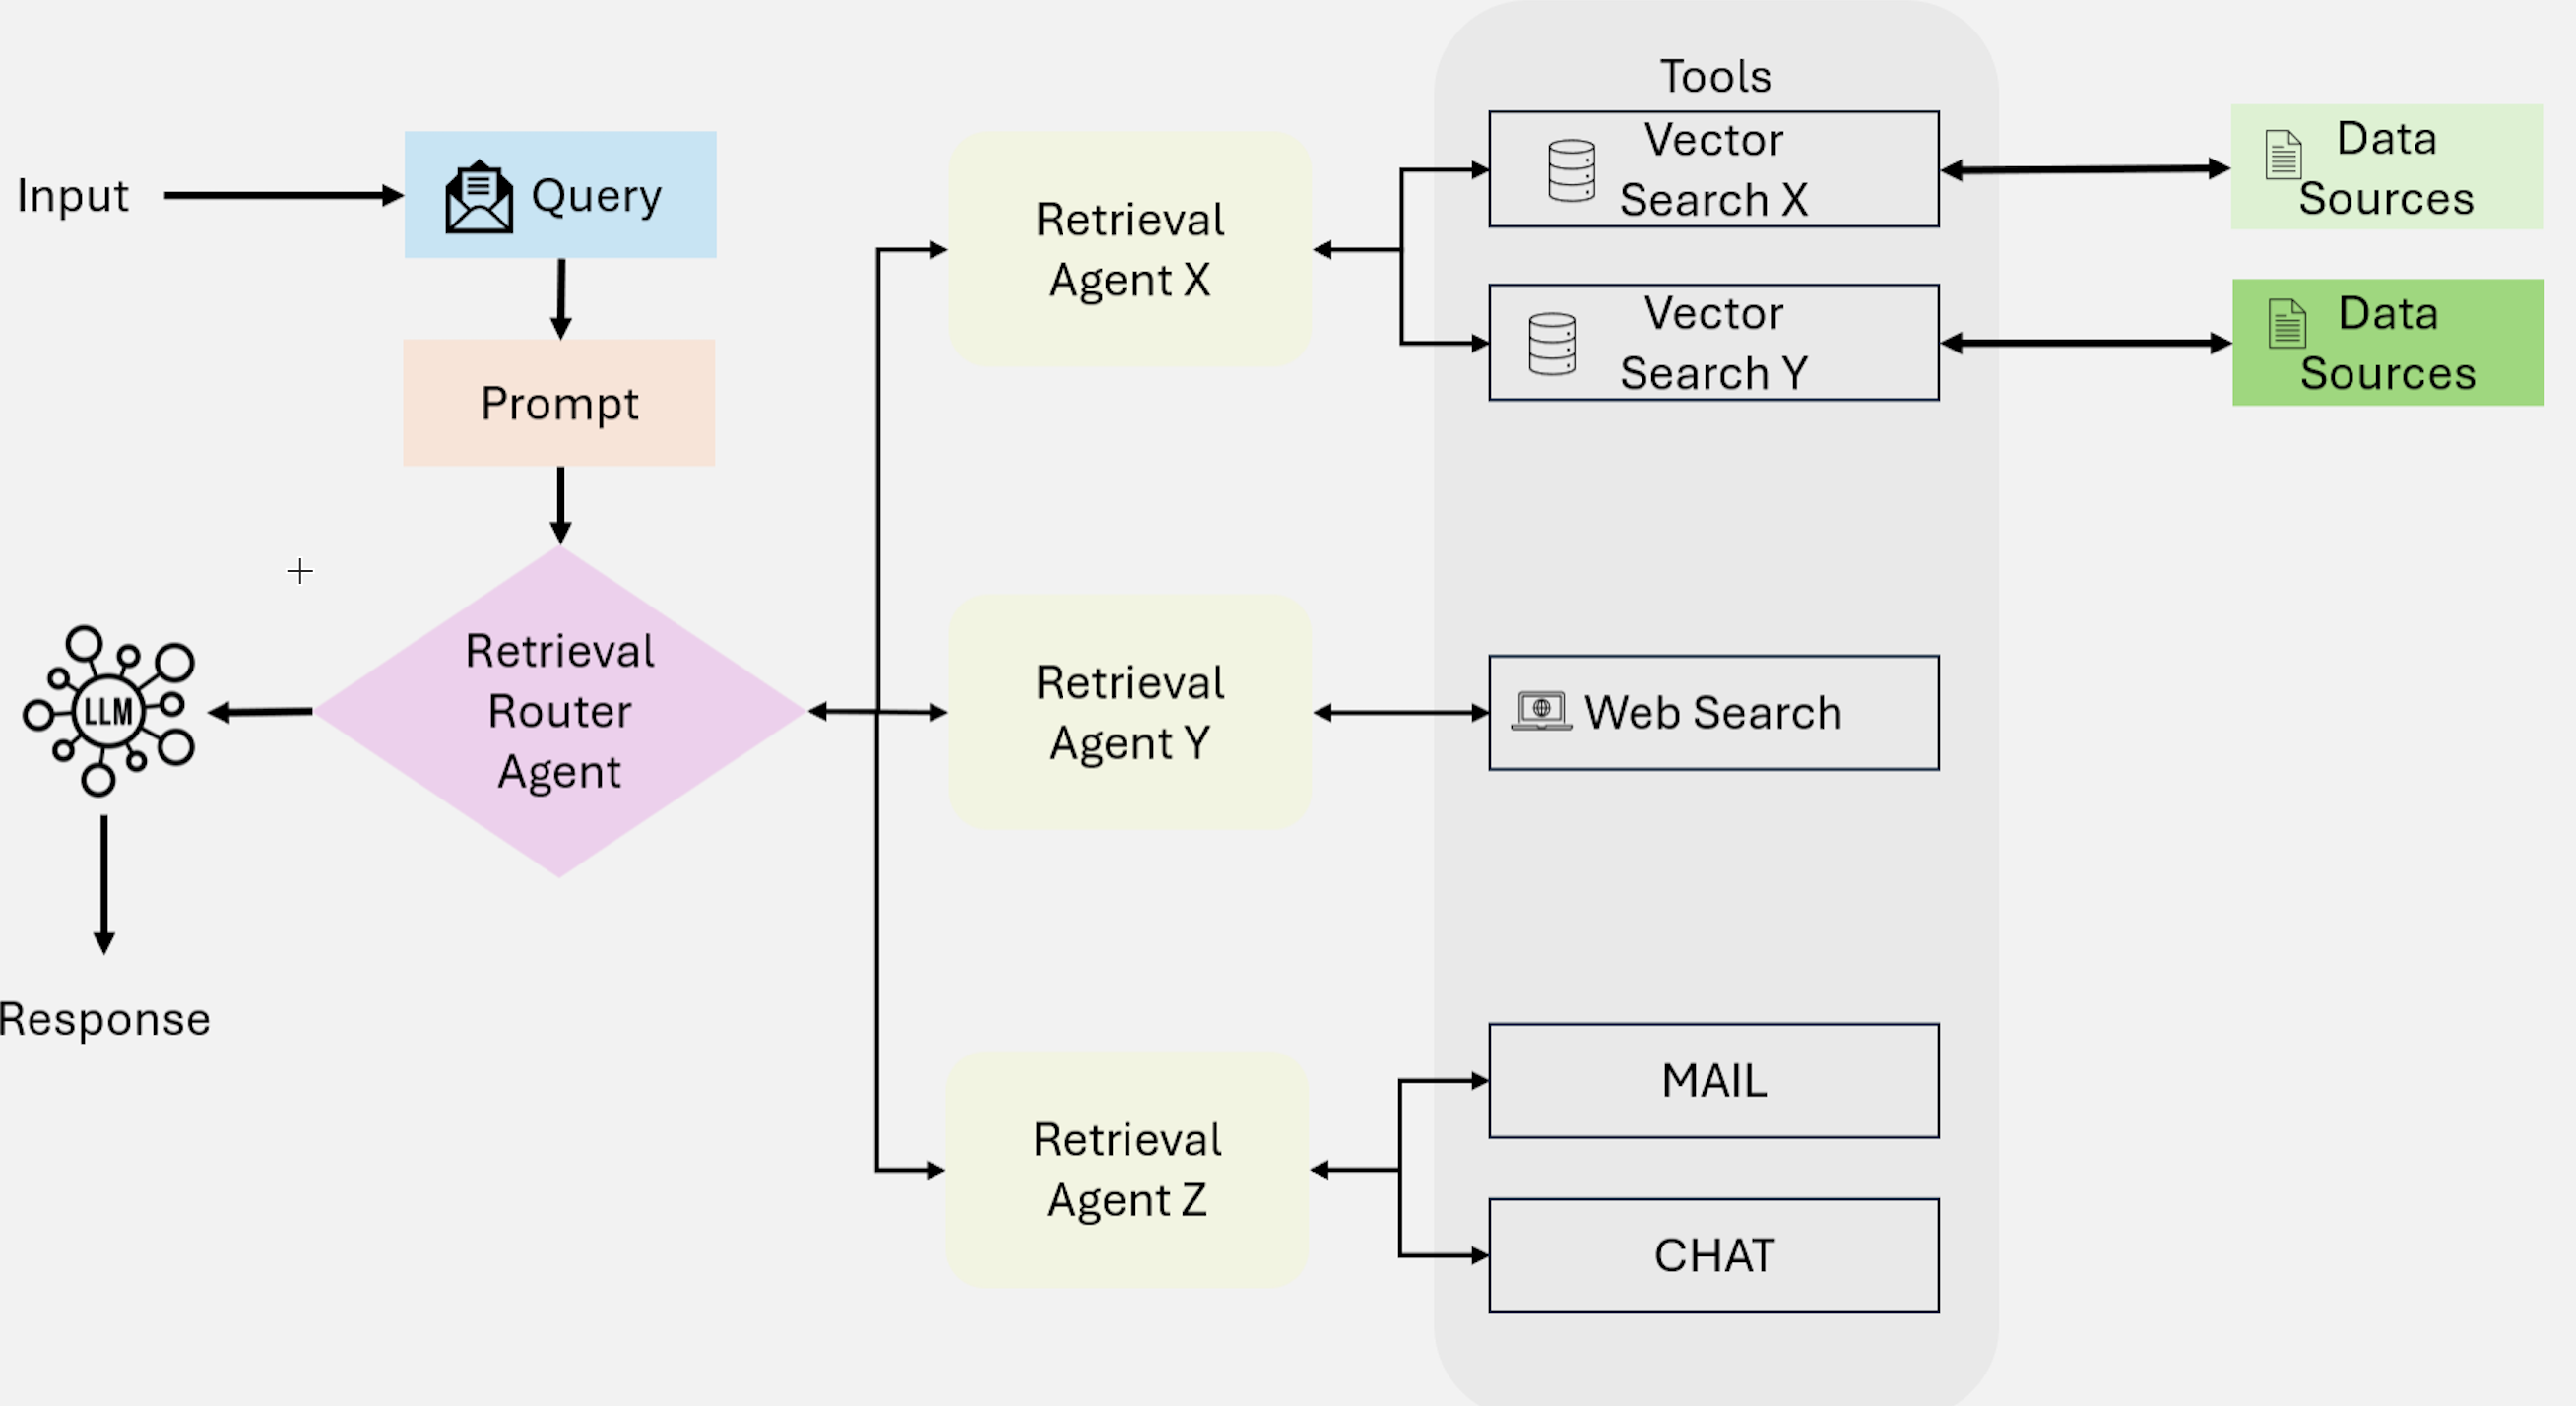 Input
Query
Prompt
Retrieval
Router
Agent
LLM
Response
Retrieval
Agent X
Retrieval
Agent Y
Retrieval
Agent Z
Tools
Vector
Search X
Vector
Search Y
Web Search
MAIL
CHAT
Data
Sources
Data
Sources